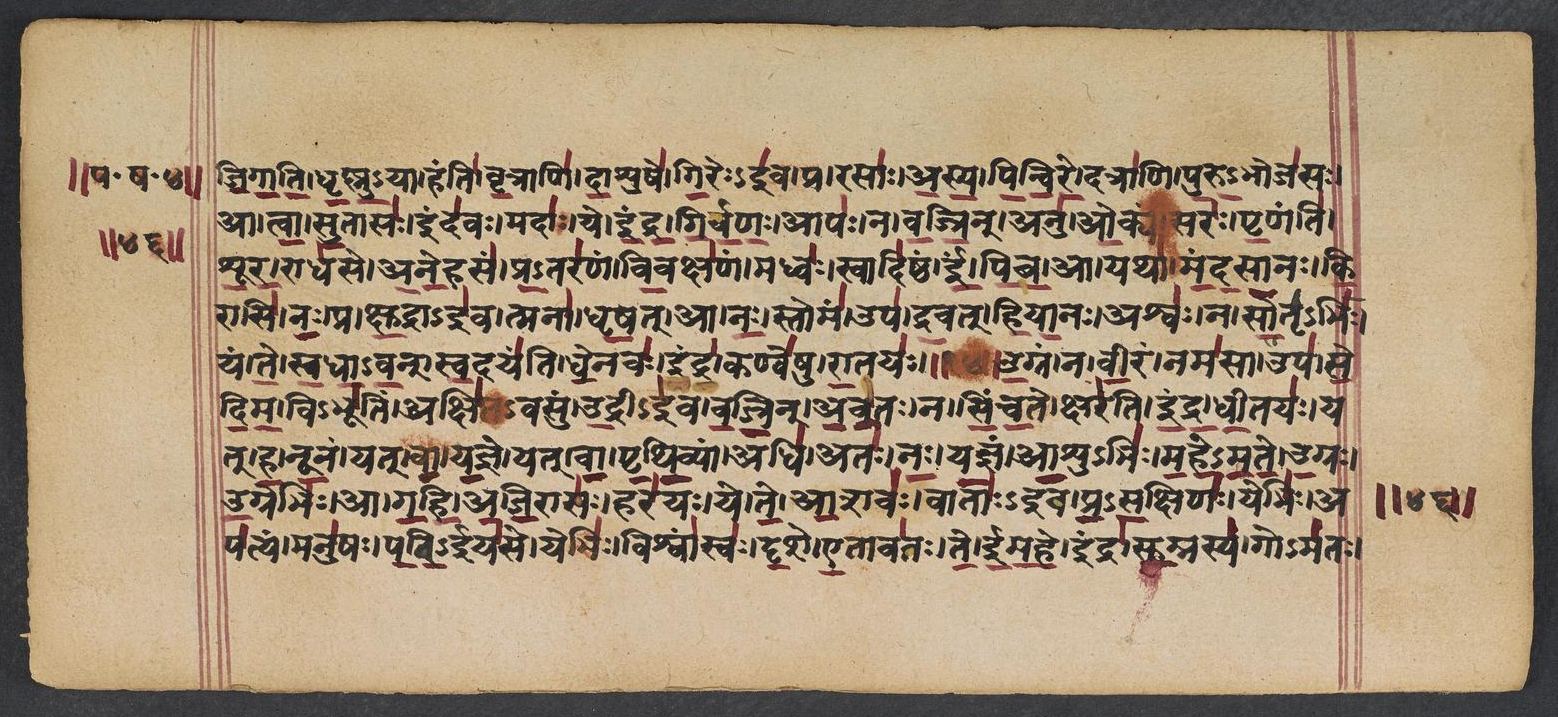 ॥प॰ष॰४॥
जिगाति।धृष्णुऽया।हंति।वृत्राणि।दाशुषे।गिरेःऽइव।प्र।रसाः।अस्य।पिन्विरे।दत्राणि।पुरुऽभोजसः।
आ।त्वा।सुतासः।इंदवः।मदाः।ये।इंद्र।गिर्वणः।आपः।न।वज्रिन्।अनु।ओक्यं।सरः।पृणंति।
॥४६॥
शूर।राधसे।अनेहसं।प्रऽतरणं।विवक्षणं।मध्वः।स्वादिष्ठं।ईं।पिब।आ।यथा।मंदसानः।कि
रासि।नः।प्र।क्षुद्राऽइव।त्मना।धृषत्।आ।नः।स्तोमं।उप।द्रवत्।हियानः।अश्वः।न।सोतृऽभिः।
यं।ते।स्वधाऽवन्।स्वदयंति।धेनवः।इंद्र।कण्वेषु।रातयः।॥ ॥उग्रं।न।वीरं।नमसा।उप।से
दिम।विऽभूतिं।अक्षितऽवसुं।उद्रीऽइव।वज्रिन्।अवतः।न।सिंचते।क्षरंति।इंद्र।धीतयः।य
त्।ह।नूनं।यत्।वा।यज्ञे।यत्।वा।पृथिव्यां।अधि।अतः।नः।यज्ञं।आशुऽभिः।महेऽमते।उग्रः।
उग्रेभिः।आ।गहि।अजिरासः।हरयः।ये।ते।आशवः।वाताःऽइव।प्रऽसक्षिणः।येभिः।अ
॥४६॥
पत्यं।मनुषः।परिऽईयसे।येभिः।विश्वं।स्वः।दृशे।एतावतः।ते।ईमहे।इंद्र।सुम्नस्य।गोऽमतः।